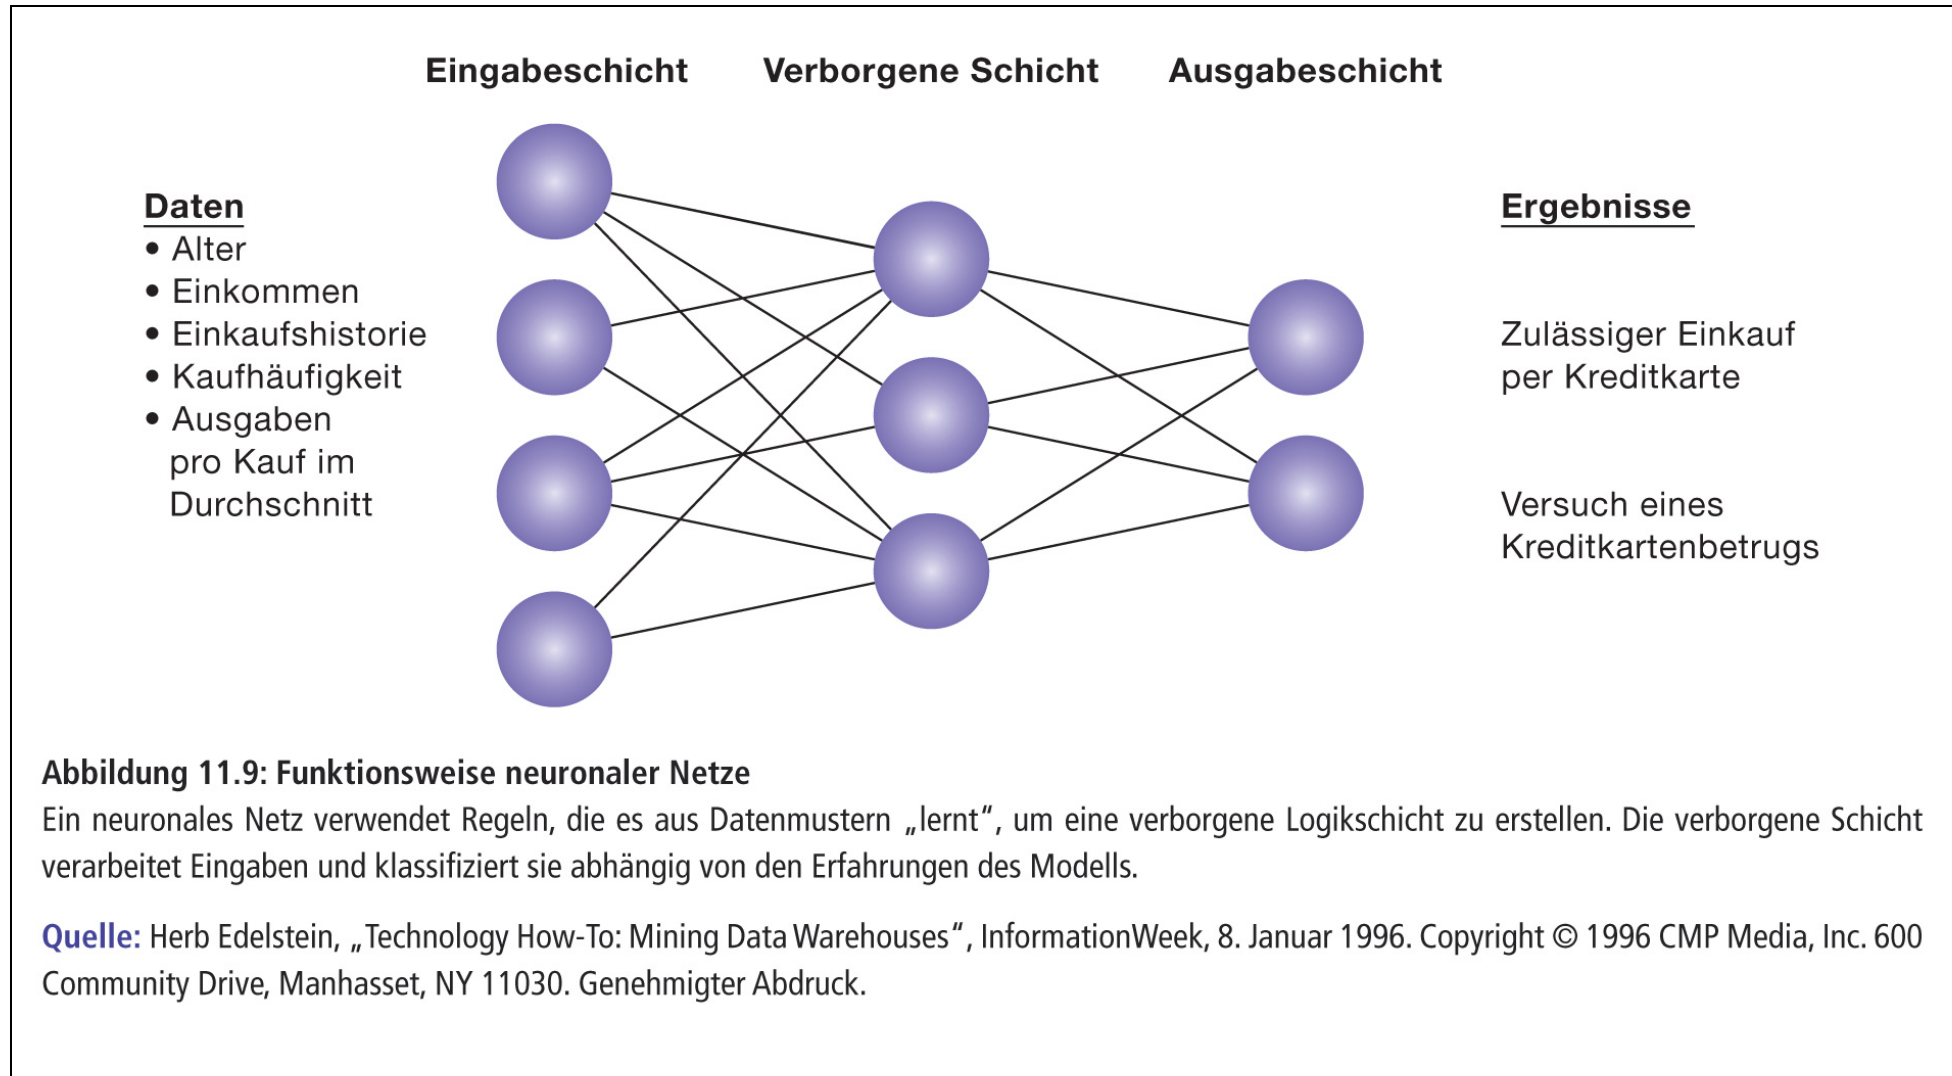 Eingabeschicht Verborgene Schicht Ausgabeschicht
Daten
• Alter
• Einkommen
• Einkaufshistorie
• Kaufhäufigkeit
• Ausgaben
pro Kauf im
Durchschnitt
Ergebnisse
Zulässiger Einkauf
per Kreditkarte
Versuch eines
Kreditkartenbetrugs
Abbildung 11.9: Funktionsweise neuronaler Netze
Ein neuronales Netz verwendet Regeln, die es aus Datenmustern „lernt“, um eine verborgene Logikschicht zu erstellen. Die verborgene Schicht
verarbeitet Eingaben und klassifiziert sie abhängig von den Erfahrungen des Modells.
Quelle: Herb Edelstein, „Technology How-To: Mining Data Warehouses“, InformationWeek, 8. Januar 1996. Copyright © 1996 CMP Media, Inc. 600
Community Drive, Manhasset, NY 11030. Genehmigter Abdruck.